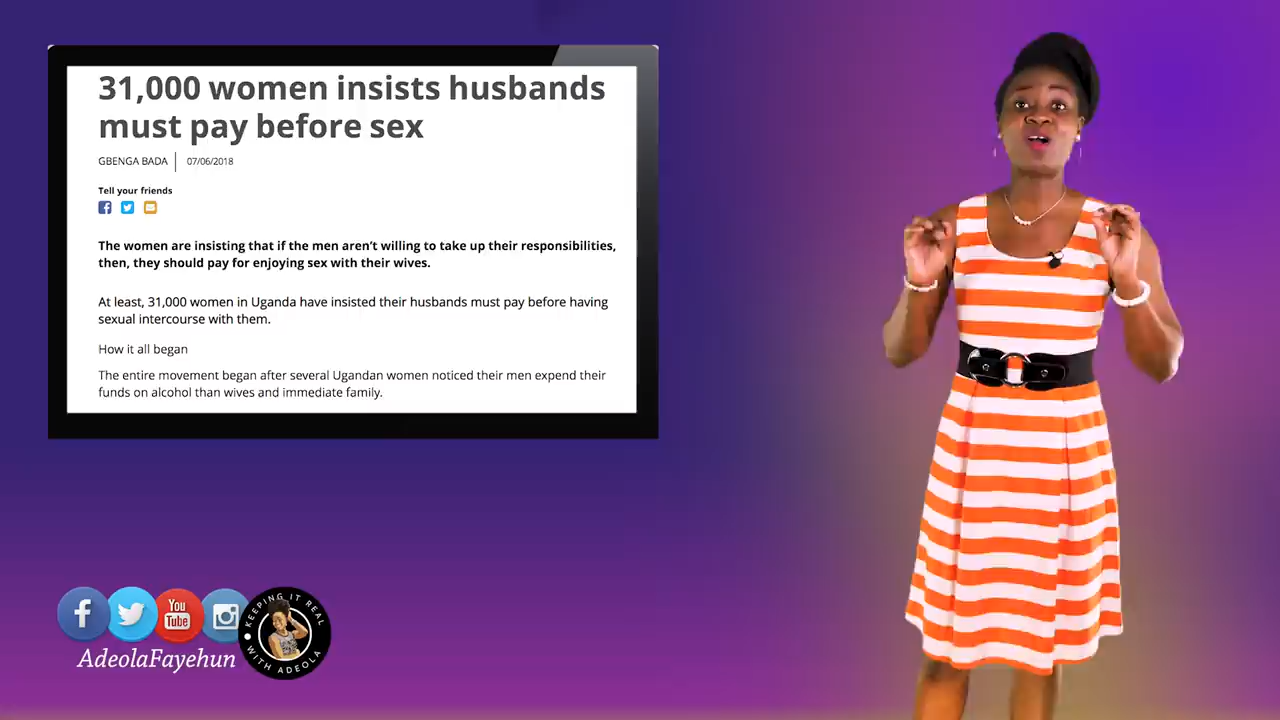 31,000 women insists husbands
must pay before sex
GBENGA BADA
07/06/2018
Tell your friends
The women are insisting that if the men aren't willing to take up their responsibilities,
then, they should pay for enjoying sex with their wives.
At least, 31,000 women in Uganda have insisted their husbands must pay before having
sexual intercourse with them.
How it all began
The entire movement began after several Ugandan women noticed their men expend their
funds on alcohol than wives and immediate family.
You
Tube
AdeolaFayehun
KEEPING IT REAL
WITH ADEOLA